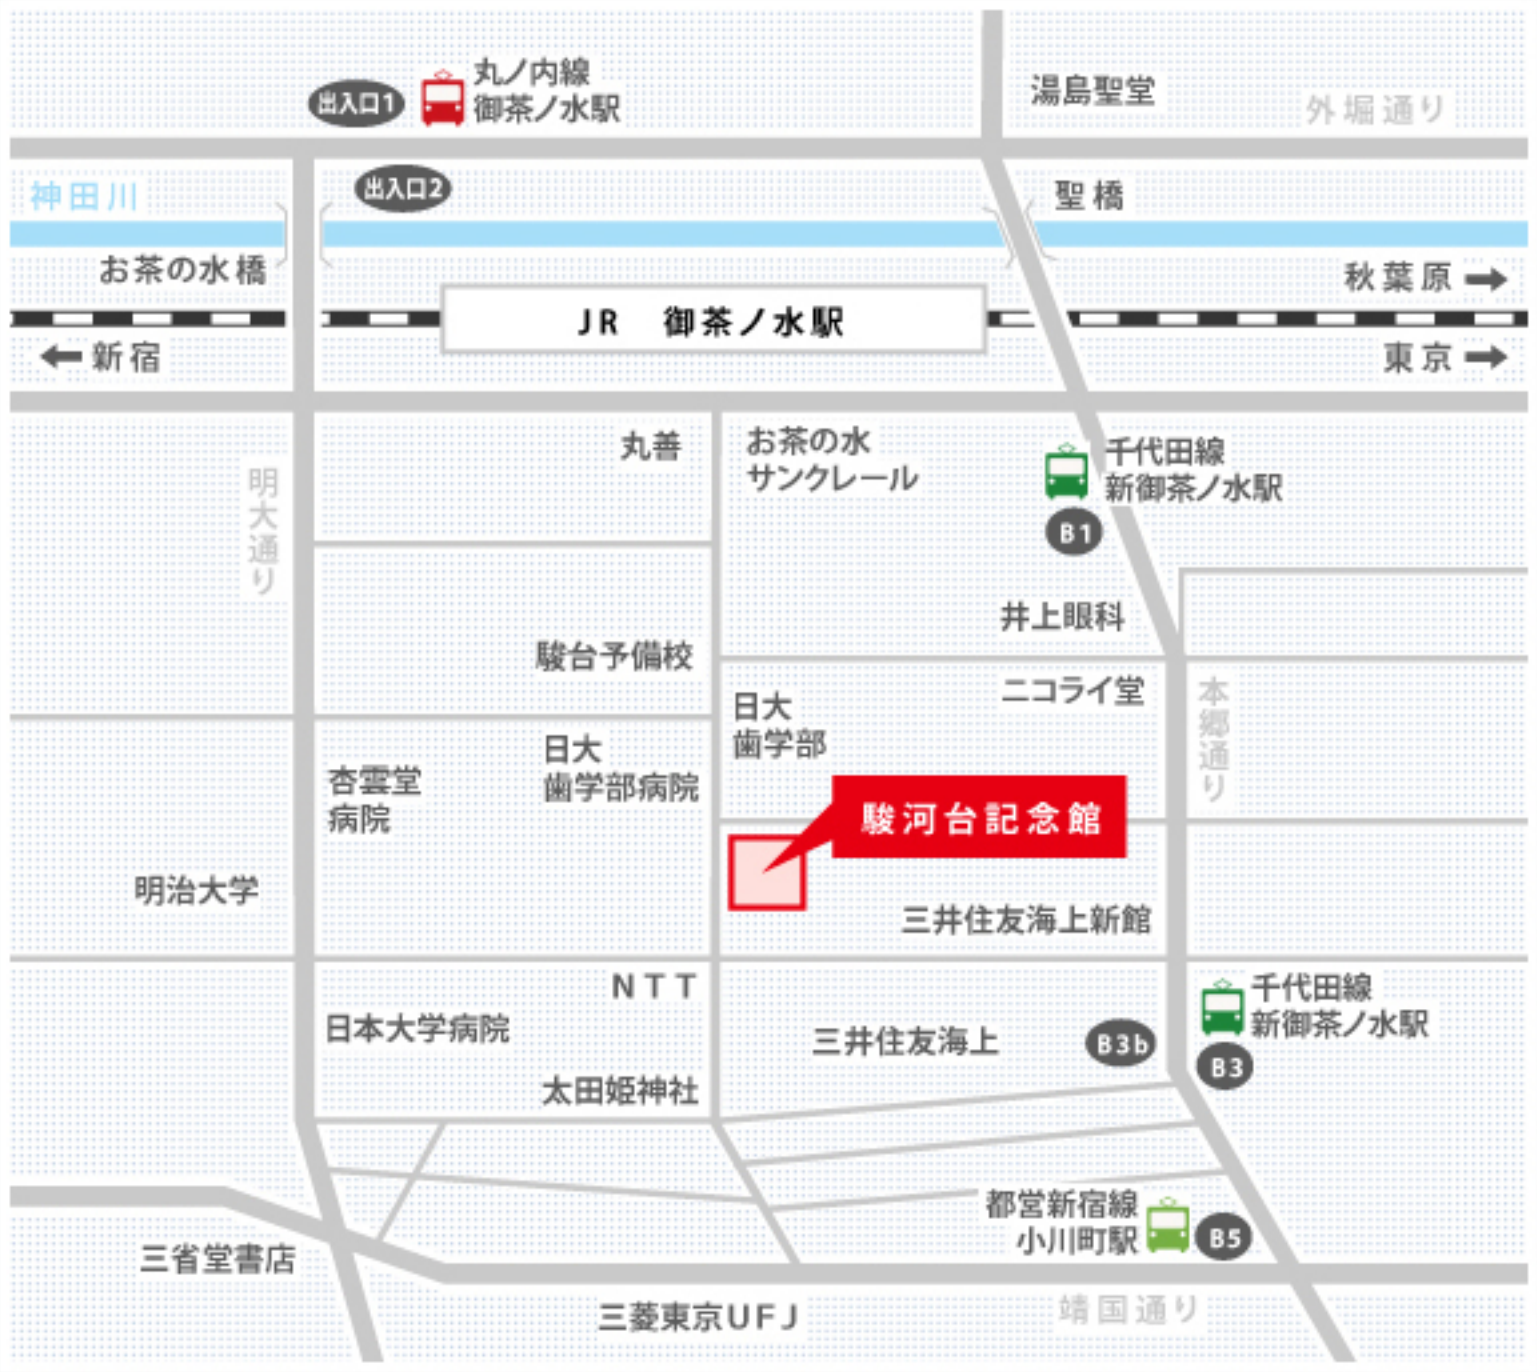 出入口1
丸ノ内線
御茶ノ水駅
湯島聖堂
外堀通り
神田川
出入口2
聖橋
お茶の水橋
秋葉原
JR 御茶ノ水駅
新宿
東京
丸善
お茶の水
サンクレール
千代田線
新御茶ノ水駅
B1
明大通り
井上眼科
駿台予備校
ニコライ堂
本郷通り
日大
歯学部
日大
歯学部病院
杏雲堂
病院
駿河台記念館
明治大学
三井住友海上新館
NTT
千代田線
新御茶ノ水駅
日本大学病院
三井住友海上
B3b
B3
太田姫神社
都営新宿線
小川町駅
B5
三省堂書店
三菱東京UFJ
靖国通り